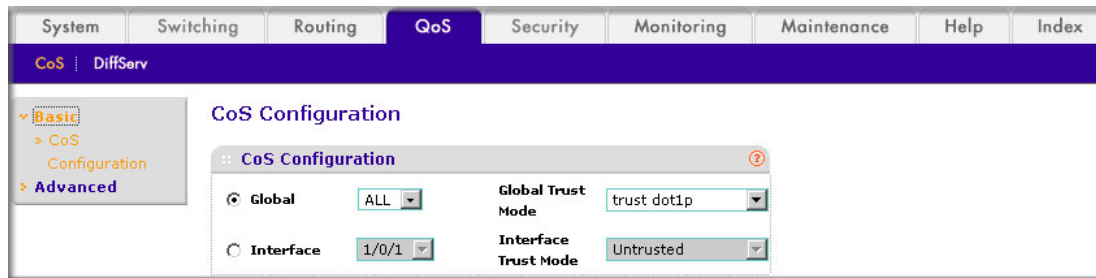 System Switching Routing QoS Security Monitoring Maintenance Help Index
CoS DiffServ
Basic
» CoS
Configuration
Advanced
CoS Configuration
CoS Configuration ?
Global ALL Global Trust
Mode trust dot1p
Interface 1/0/1 Interface
Trust Mode Untrusted